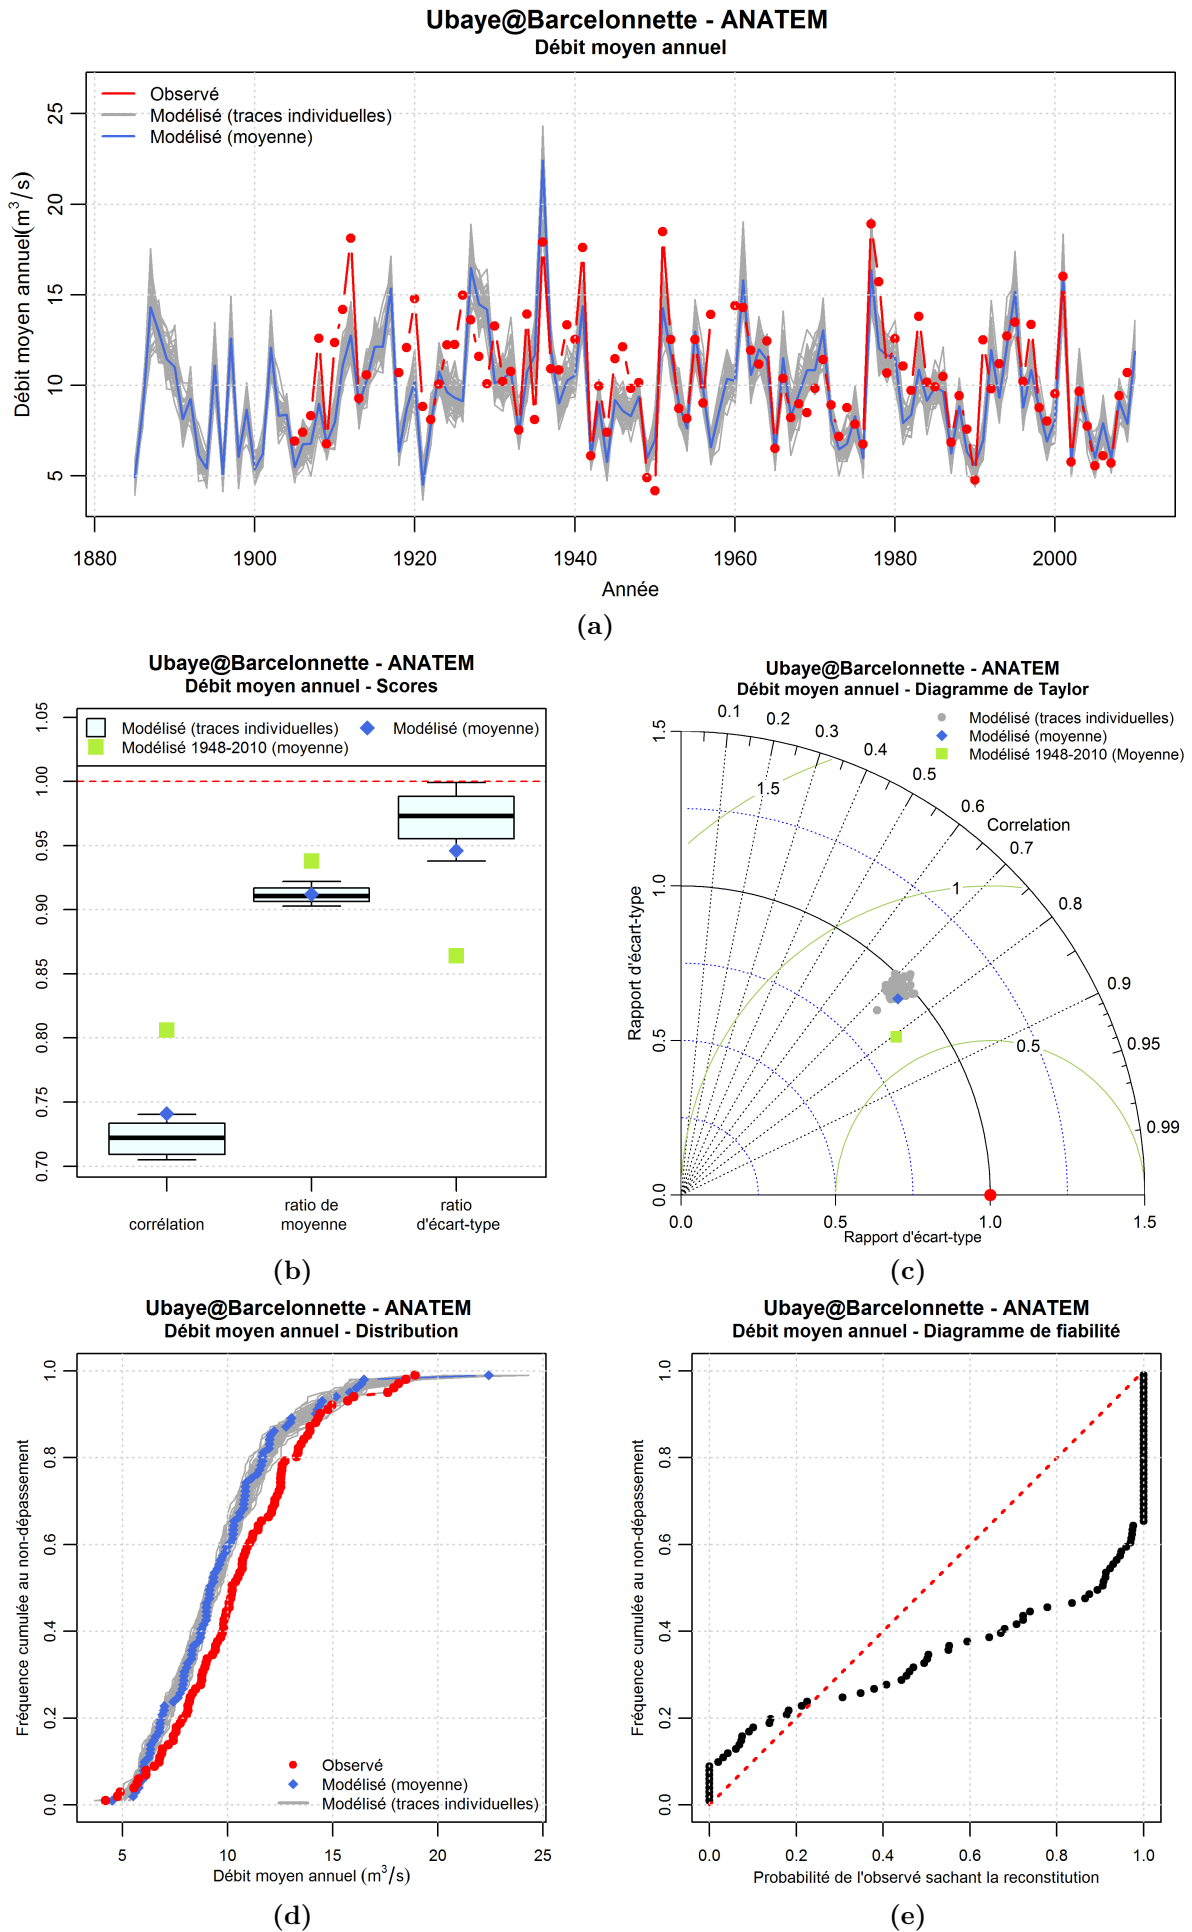 Ubaye@Barcelonnette - ANATEM
Débit moyen annuel
Observé
Modélisé (traces individuelles)
Modélisé (moyenne)
Débit moyen annuel(m³/s)
25
20
15
10
5
1880 1900 1920 1940 1960 1980 2000
Année
(a)
Ubaye@Barcelonnette - ANATEM
Débit moyen annuel - Scores
Modélisé (traces individuelles)
Modélisé (moyenne)
Modélisé 1948-2010 (moyenne)
1.05
1.00
0.95
0.90
0.85
0.80
0.75
0.70
corrélation
ratio de
moyenne
ratio
d'écart-type
(b)
Ubaye@Barcelonnette - ANATEM
Débit moyen annuel - Diagramme de Taylor
Modélisé (traces individuelles)
Modélisé (moyenne)
Modélisé 1948-2010 (Moyenne)
0.1
0.2
0.3
0.4
0.5
0.6
Correlation
0.7
0.8
0.9
0.95
0.99
1.5
1
0.5
Rapport d'écart-type
1.5
1.0
0.5
0.0
0.0 0.5 1.0 1.5
Rapport d'écart-type
(c)
Ubaye@Barcelonnette - ANATEM
Débit moyen annuel - Distribution
Fréquence cumulée au non-dépassement
1.0
0.8
0.6
0.4
0.2
0.0
Observé
Modélisé (moyenne)
Modélisé (traces individuelles)
5 10 15 20 25
Débit moyen annuel (m³/s)
(d)
Ubaye@Barcelonnette - ANATEM
Débit moyen annuel - Diagramme de fiabilité
Fréquence cumulée au non-dépassement
1.0
0.8
0.6
0.4
0.2
0.0
0.0 0.2 0.4 0.6 0.8 1.0
Probabilité de l'observé sachant la reconstitution
(e)